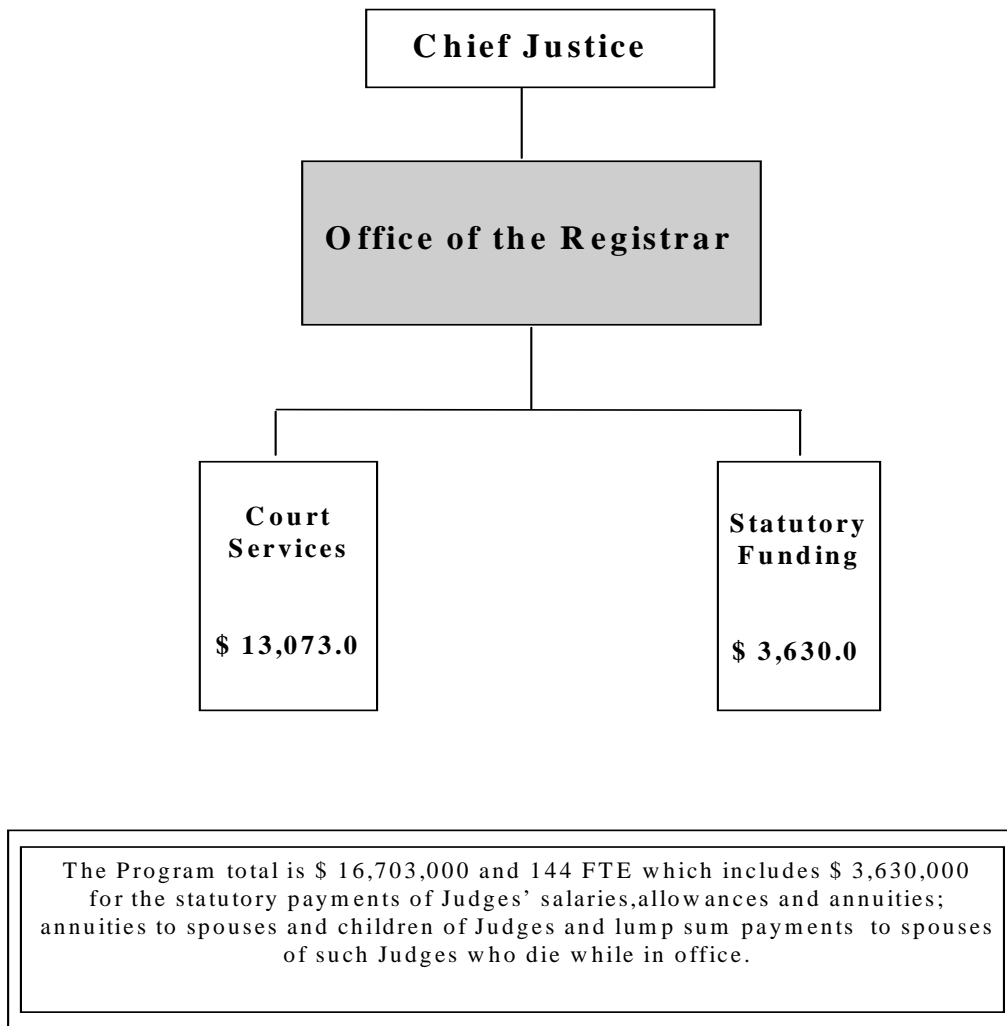 Chief Justice
Office of the Registrar
Court
Services
$ 13,073.0
Statutory
Funding
$ 3,630.0
The Program total is $ 16,703,000 and 144 FTE which includes $ 3,630,000
for the statutory payments of Judges’ salaries,allowances and annuities;
annuities to spouses and children of Judges and lump sum payments to spouses
of such Judges who die while in office.